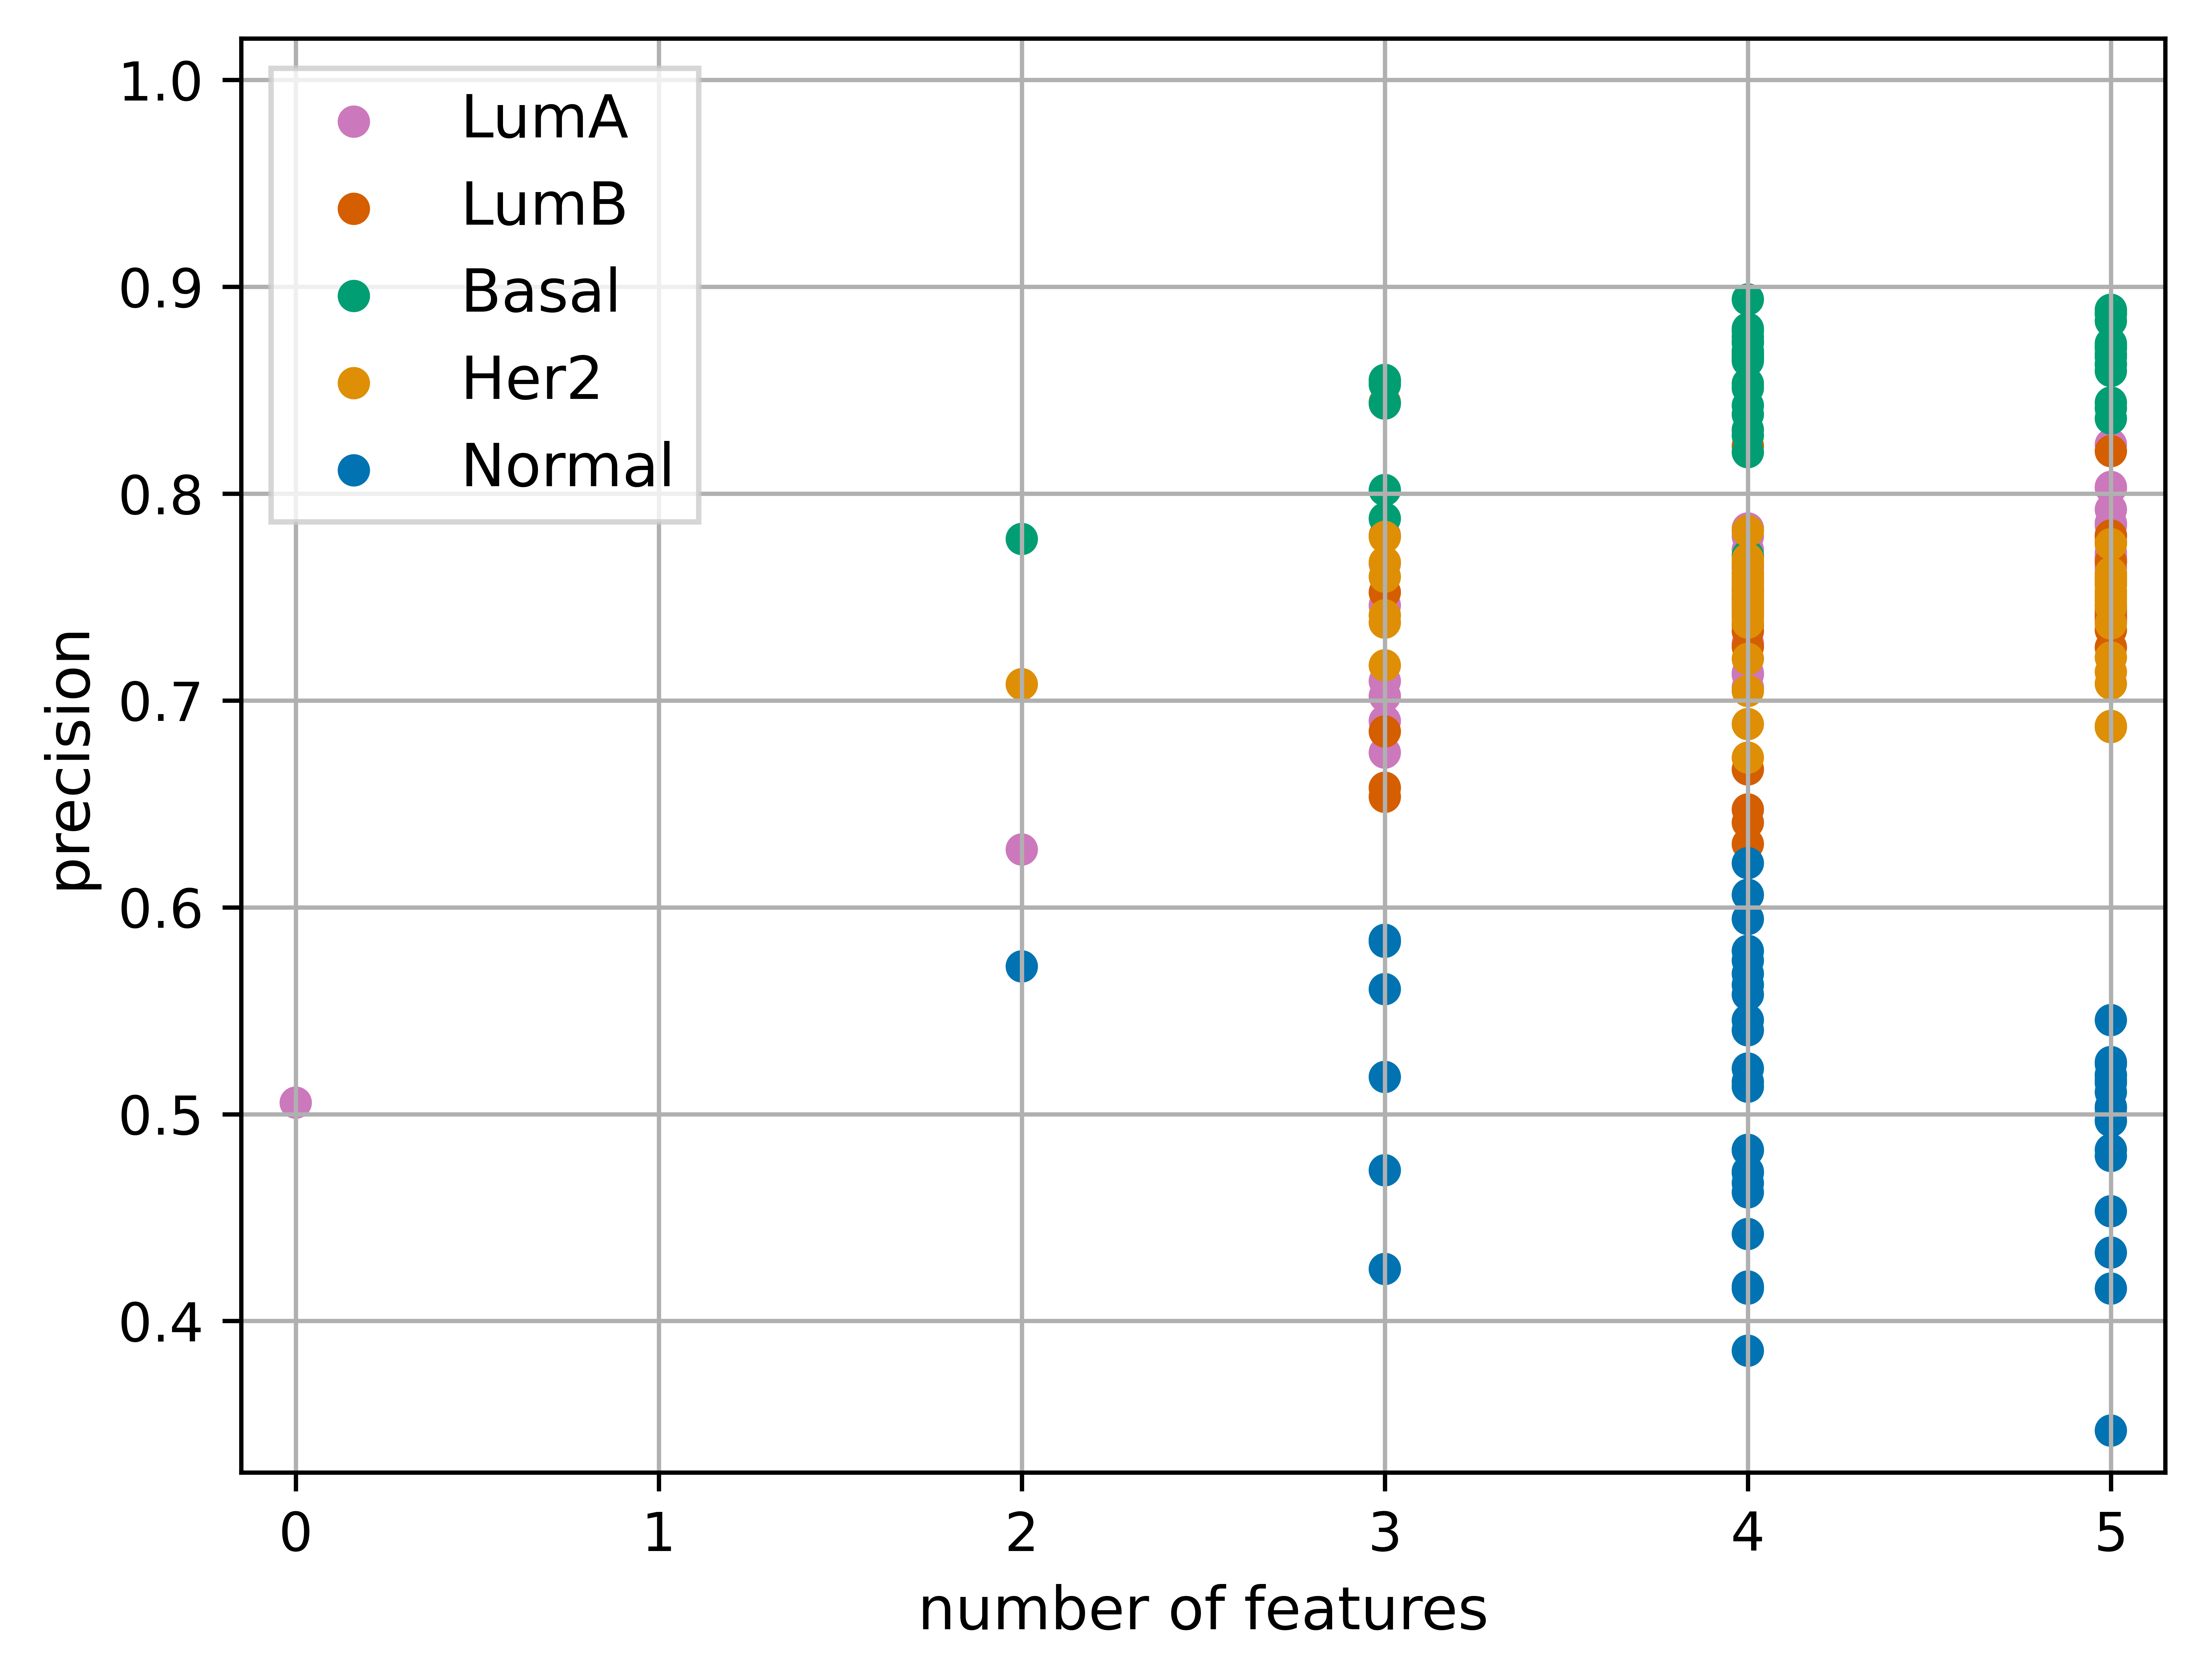 1.0
0.9
0.8
0.7
0.6
0.5
0.4
precision
LumA
LumB
Basal
Her2
Normal
0 1 2 3 4 5
number of features